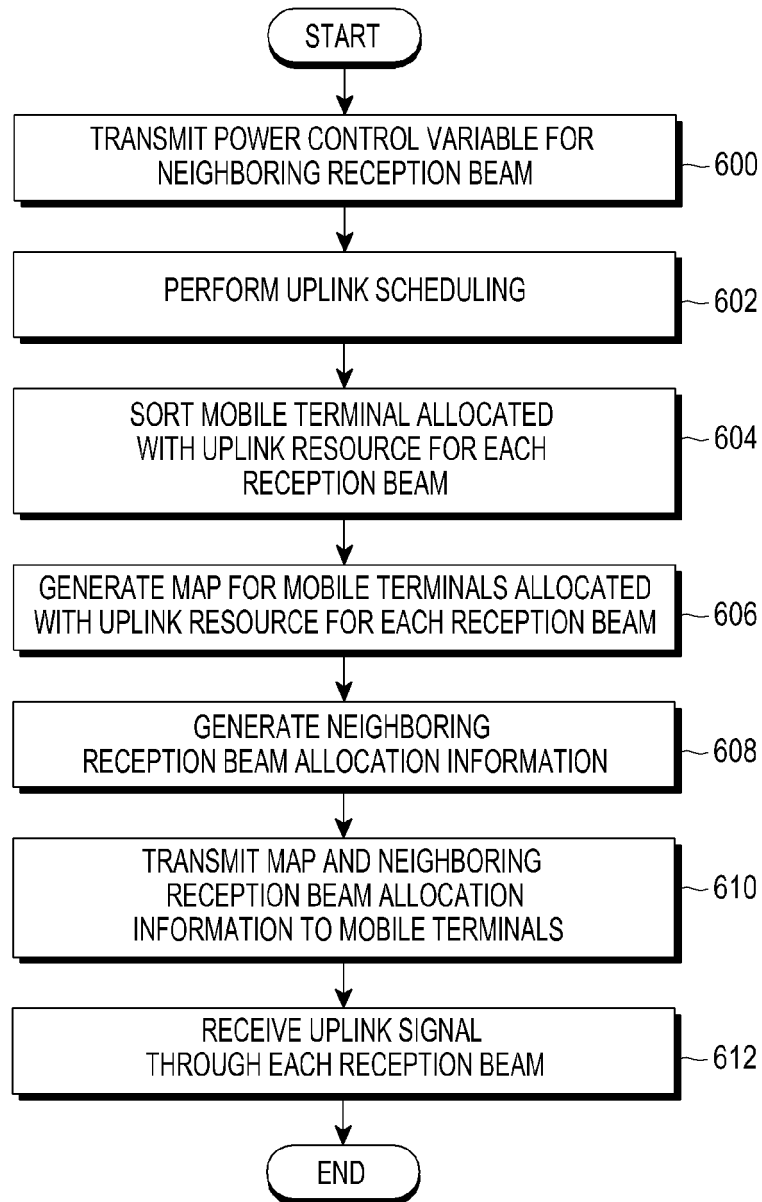 START
TRANSMIT POWER CONTROL VARIABLE FOR
NEIGHBORING RECEPTION BEAM
600
PERFORM UPLINK SCHEDULING
602
SORT MOBILE TERMINAL ALLOCATED
WITH UPLINK RESOURCE FOR EACH
RECEPTION BEAM
604
GENERATE MAP FOR MOBILE TERMINALS ALLOCATED
WITH UPLINK RESOURCE FOR EACH RECEPTION BEAM
606
GENERATE NEIGHBORING
RECEPTION BEAM ALLOCATION INFORMATION
608
TRANSMIT MAP AND NEIGHBORING
RECEPTION BEAM ALLOCATION
INFORMATION TO MOBILE TERMINALS
610
RECEIVE UPLINK SIGNAL
THROUGH EACH RECEPTION BEAM
612
END